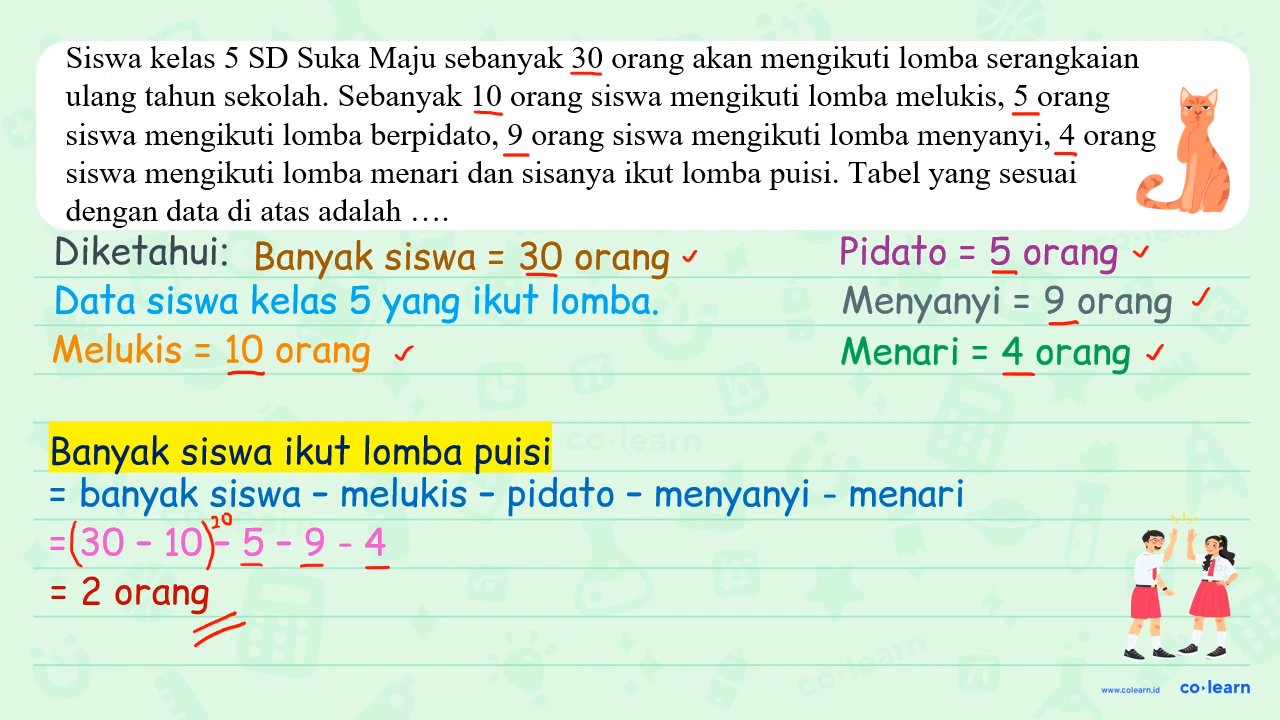 Siswa kelas 5 SD Suka Maju sebanyak 30 orang akan mengikuti lomba serangkaian
ulang tahun sekolah. Sebanyak 10 orang siswa mengikuti lomba melukis, 5 orang
siswa mengikuti lomba berpidato, 9 orang siswa mengikuti lomba menyanyi, 4 orang
siswa mengikuti lomba menari dan sisanya ikut lomba puisi. Tabel yang sesuai
dengan data di atas adalah ....
Diketahui: Banyak siswa = 30 orang ✓
Data siswa kelas 5 yang ikut lomba.
Melukis = 10 orang ✓
Pidato = 5 orang ✓
Menyanyi = 9 orang ✓
Menari = 4 orang ✓
Banyak siswa ikut lomba puisi
= banyak siswa – melukis – pidato – menyanyi - menari
= (30 – 10) 20 – 5 – 9 - 4
= 2 orang
www.colearn.id co·learn